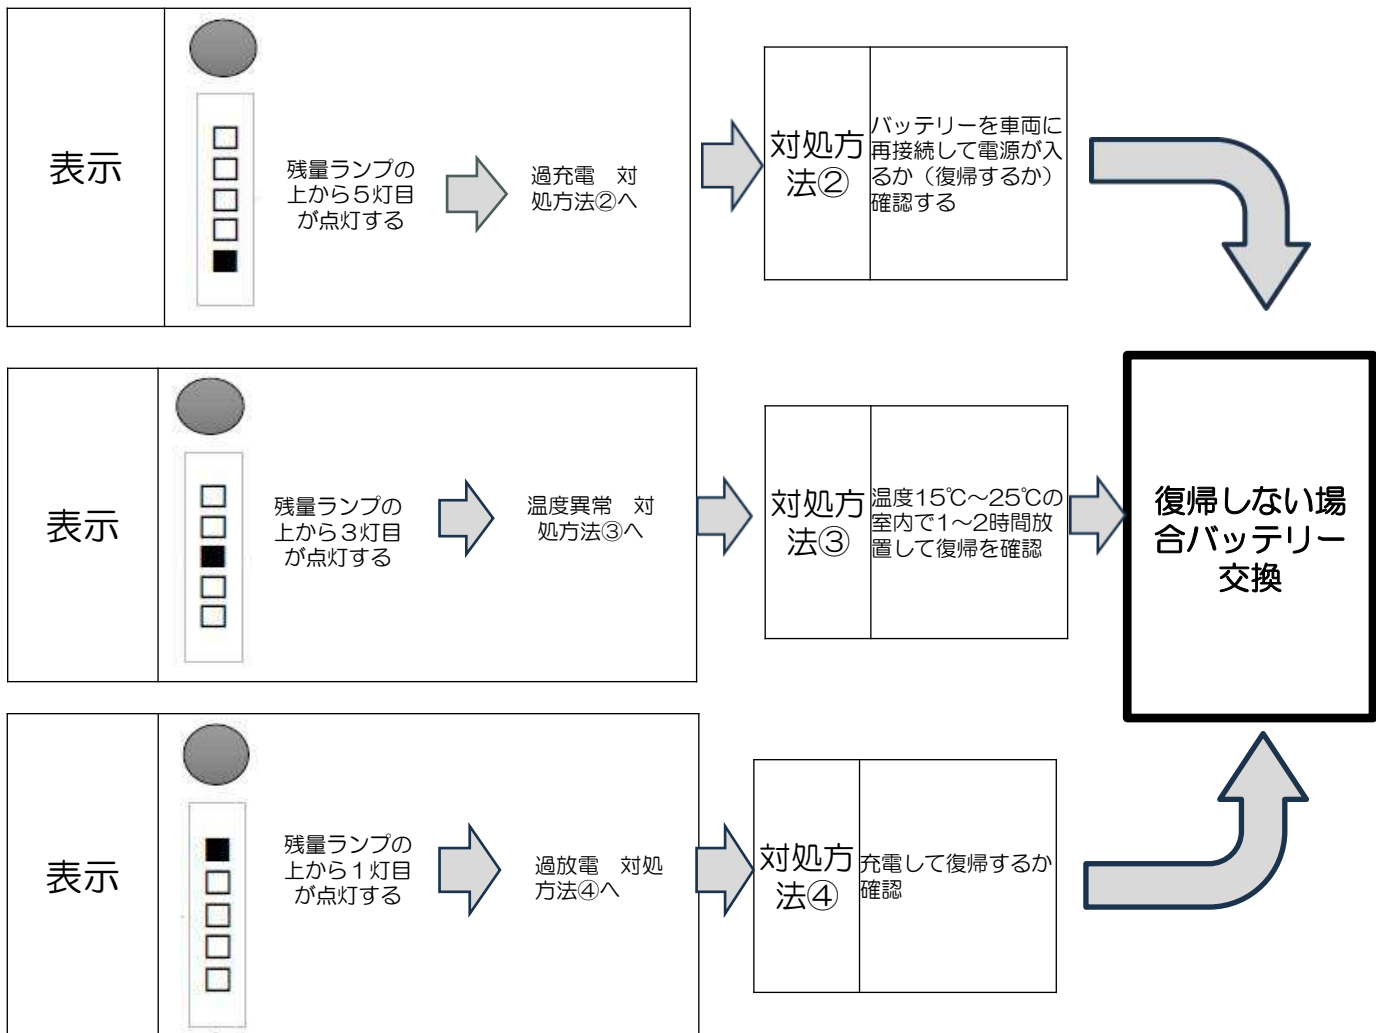 表示
残量ランプの
上から5灯目
が点灯する
過充電　対
処方法②へ
対処方
法②
バッテリーを車両に
再接続して電源が入
るか（復帰するか）
確認する
表示
残量ランプの
上から３灯目
が点灯する
温度異常　対
処方法③へ
対処方
法③
温度15℃～25℃の
室内で1～2時間放
置して復帰を確認
復帰しない場
合バッテリー
交換
表示
残量ランプの
上から１灯目
が点灯する
過放電　対処
方法④へ
対処方
法④
充電して復帰するか
確認